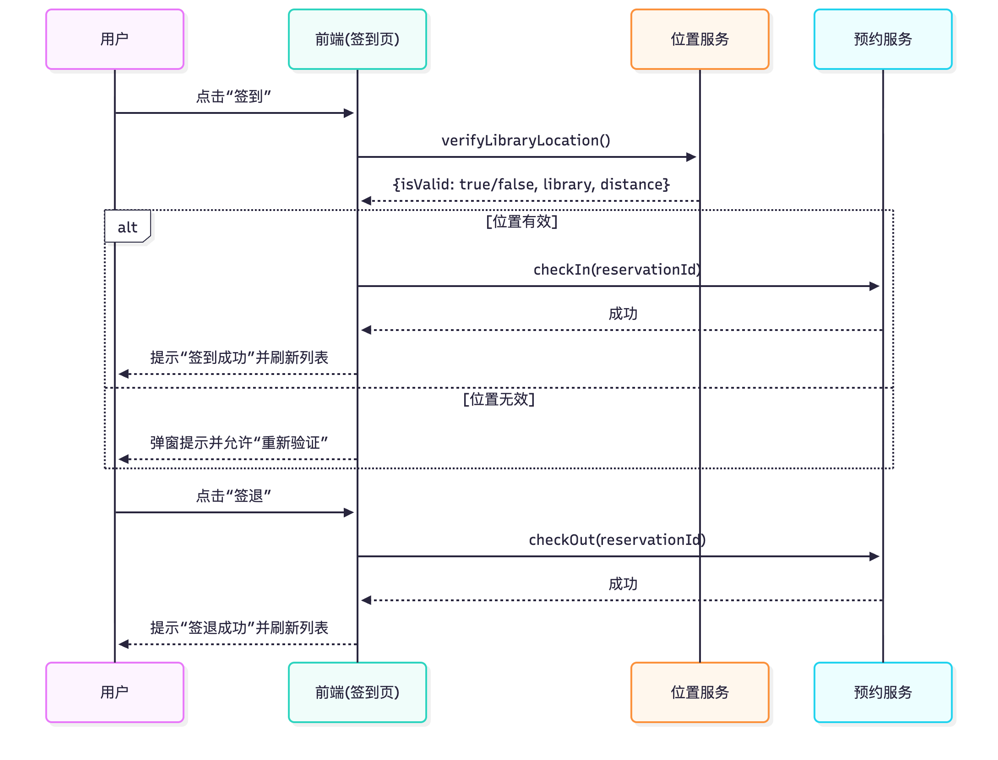 用户
前端(签到页)
位置服务
预约服务
点击“签到”
verifyLibraryLocation()
{isValid: true/false, library, distance}
alt
[位置有效]
checkIn(reservationId)
成功
提示“签到成功”并刷新列表
[位置无效]
弹窗提示并允许“重新验证”
点击“签退”
checkOut(reservationId)
成功
提示“签退成功”并刷新列表
用户
前端(签到页)
位置服务
预约服务